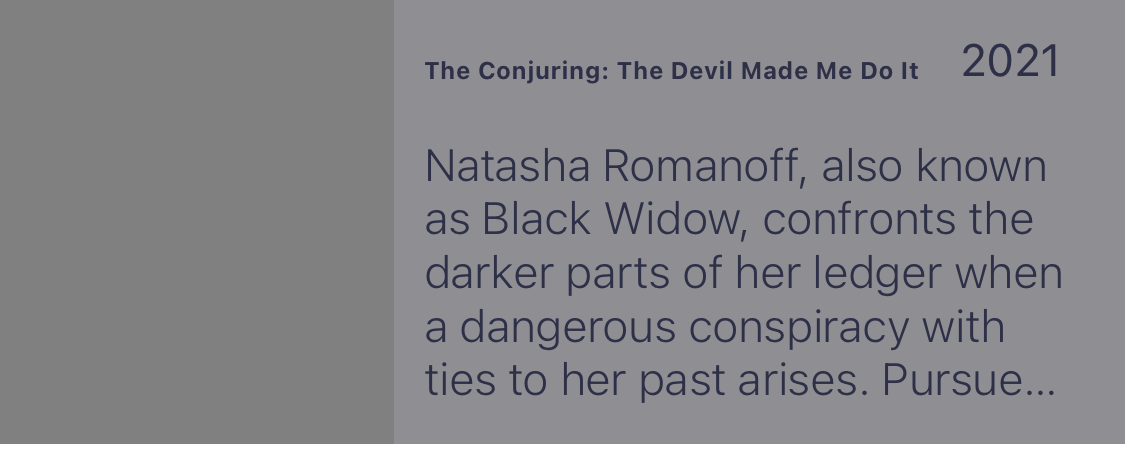 The Conjuring: The Devil Made Me Do It 2021
Natasha Romanoff, also known
as Black Widow, confronts the
darker parts of her ledger when
a dangerous conspiracy with
ties to her past arises. Pursue...